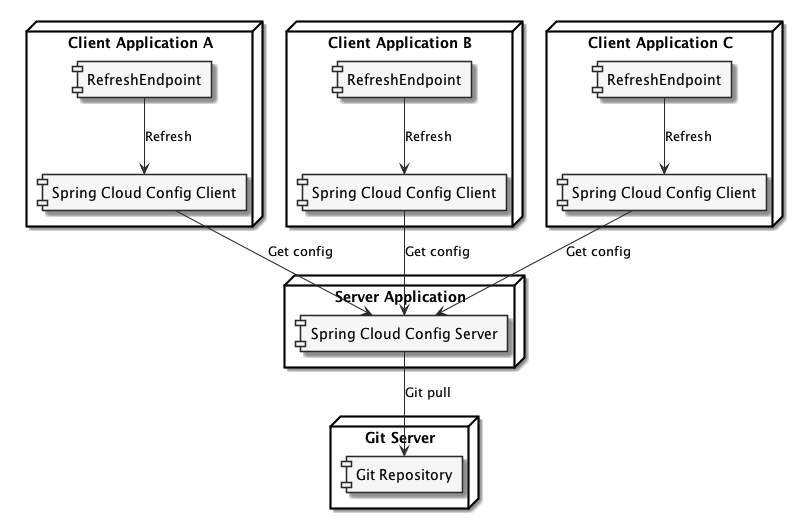 Client Application A
Client Application B
Client Application C
RefreshEndpoint
RefreshEndpoint
RefreshEndpoint
Refresh
Refresh
Refresh
Spring Cloud Config Client
Spring Cloud Config Client
Spring Cloud Config Client
Get config
Get config
Get config
Server Application
Spring Cloud Config Server
Git pull
Git Server
Git Repository